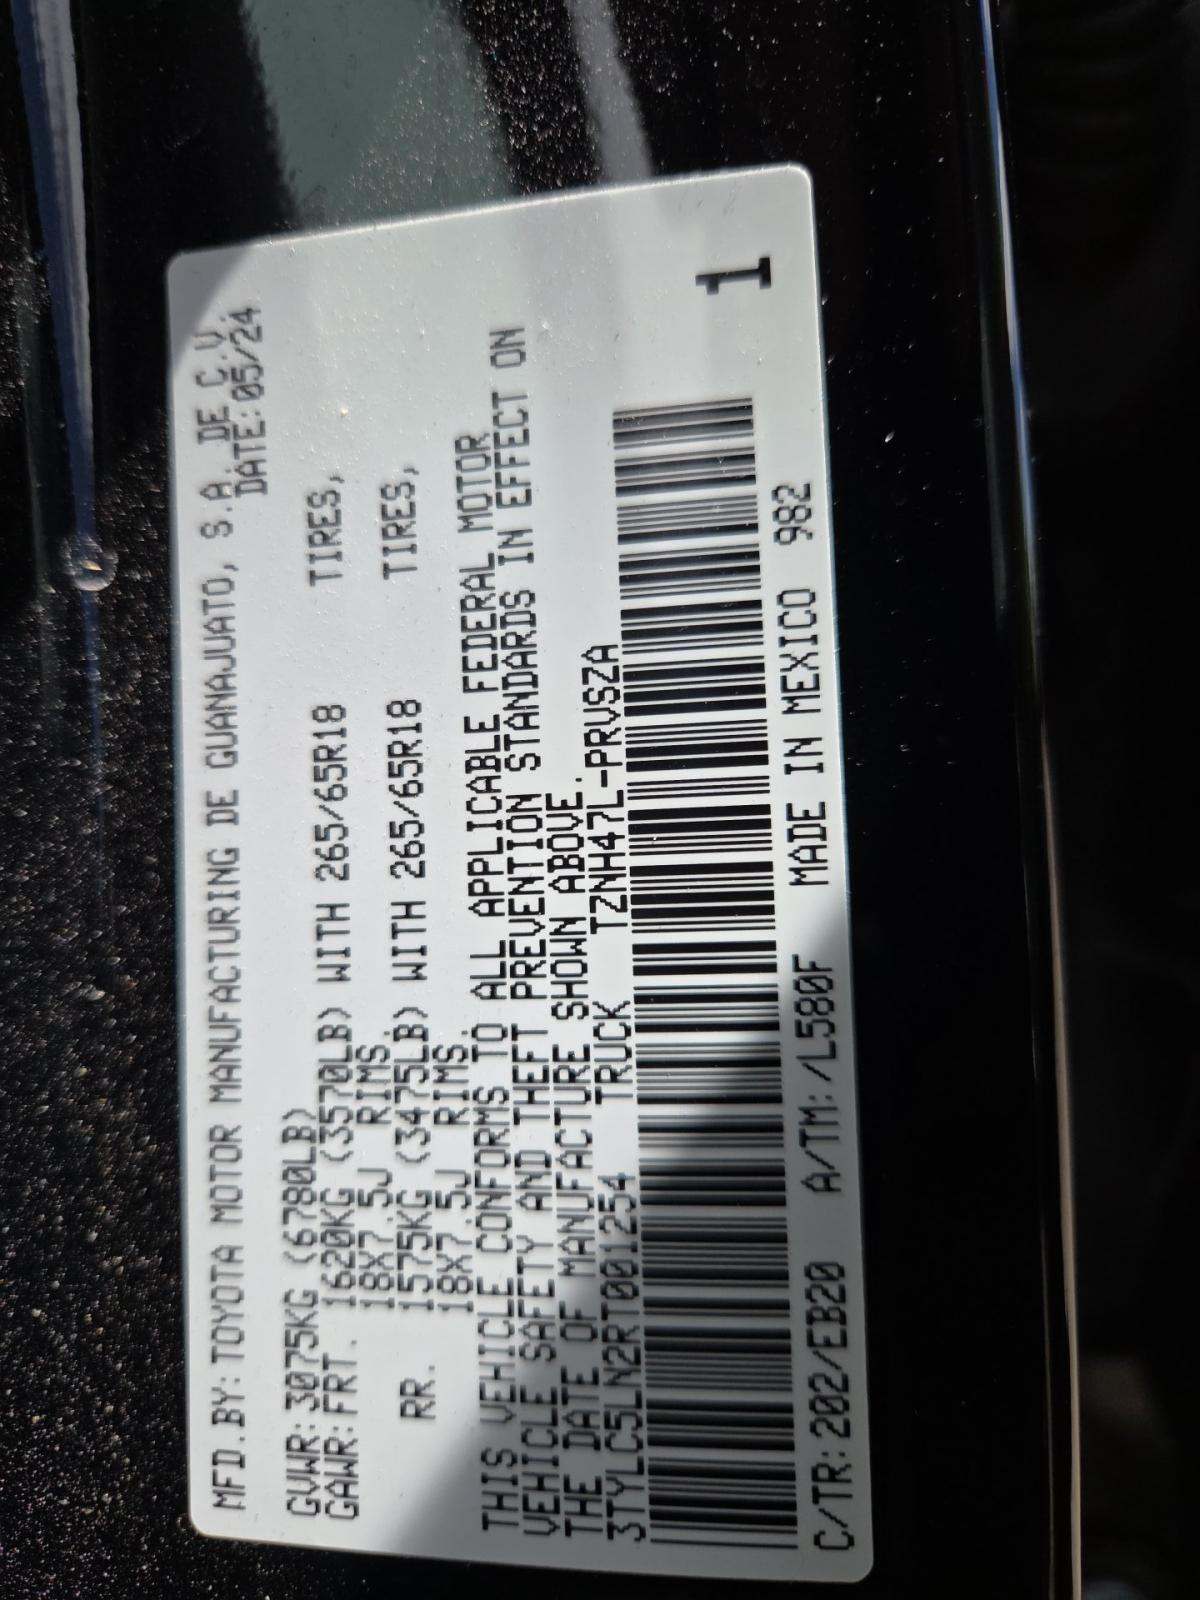 MFD.BY:TOYOTA MOTOR MANUFACTURING DE GUANAJUATO, S.A. DE C.V.
DATE:05/24
GVWR:3075KG (6780LB)
GAWR:FRT. 1620KG (3570LB) WITH 265/65R18 TIRES,
18X7.5J RIMS.
RR. 1575KG (3475LB) WITH 265/65R18 TIRES,
18X7.5J RIMS.
THIS VEHICLE CONFORMS TO ALL APPLICABLE FEDERAL MOTOR
VEHICLE SAFETY AND THEFT PREVENTION STANDARDS IN EFFECT ON
THE DATE OF MANUFACTURE SHOWN ABOVE.
3TYLC5LN2RT001254 TRUCK TZNH47L-PRVSZA
1
C/TR:202/EB20 A/TM:/L580F MADE IN MEXICO 982